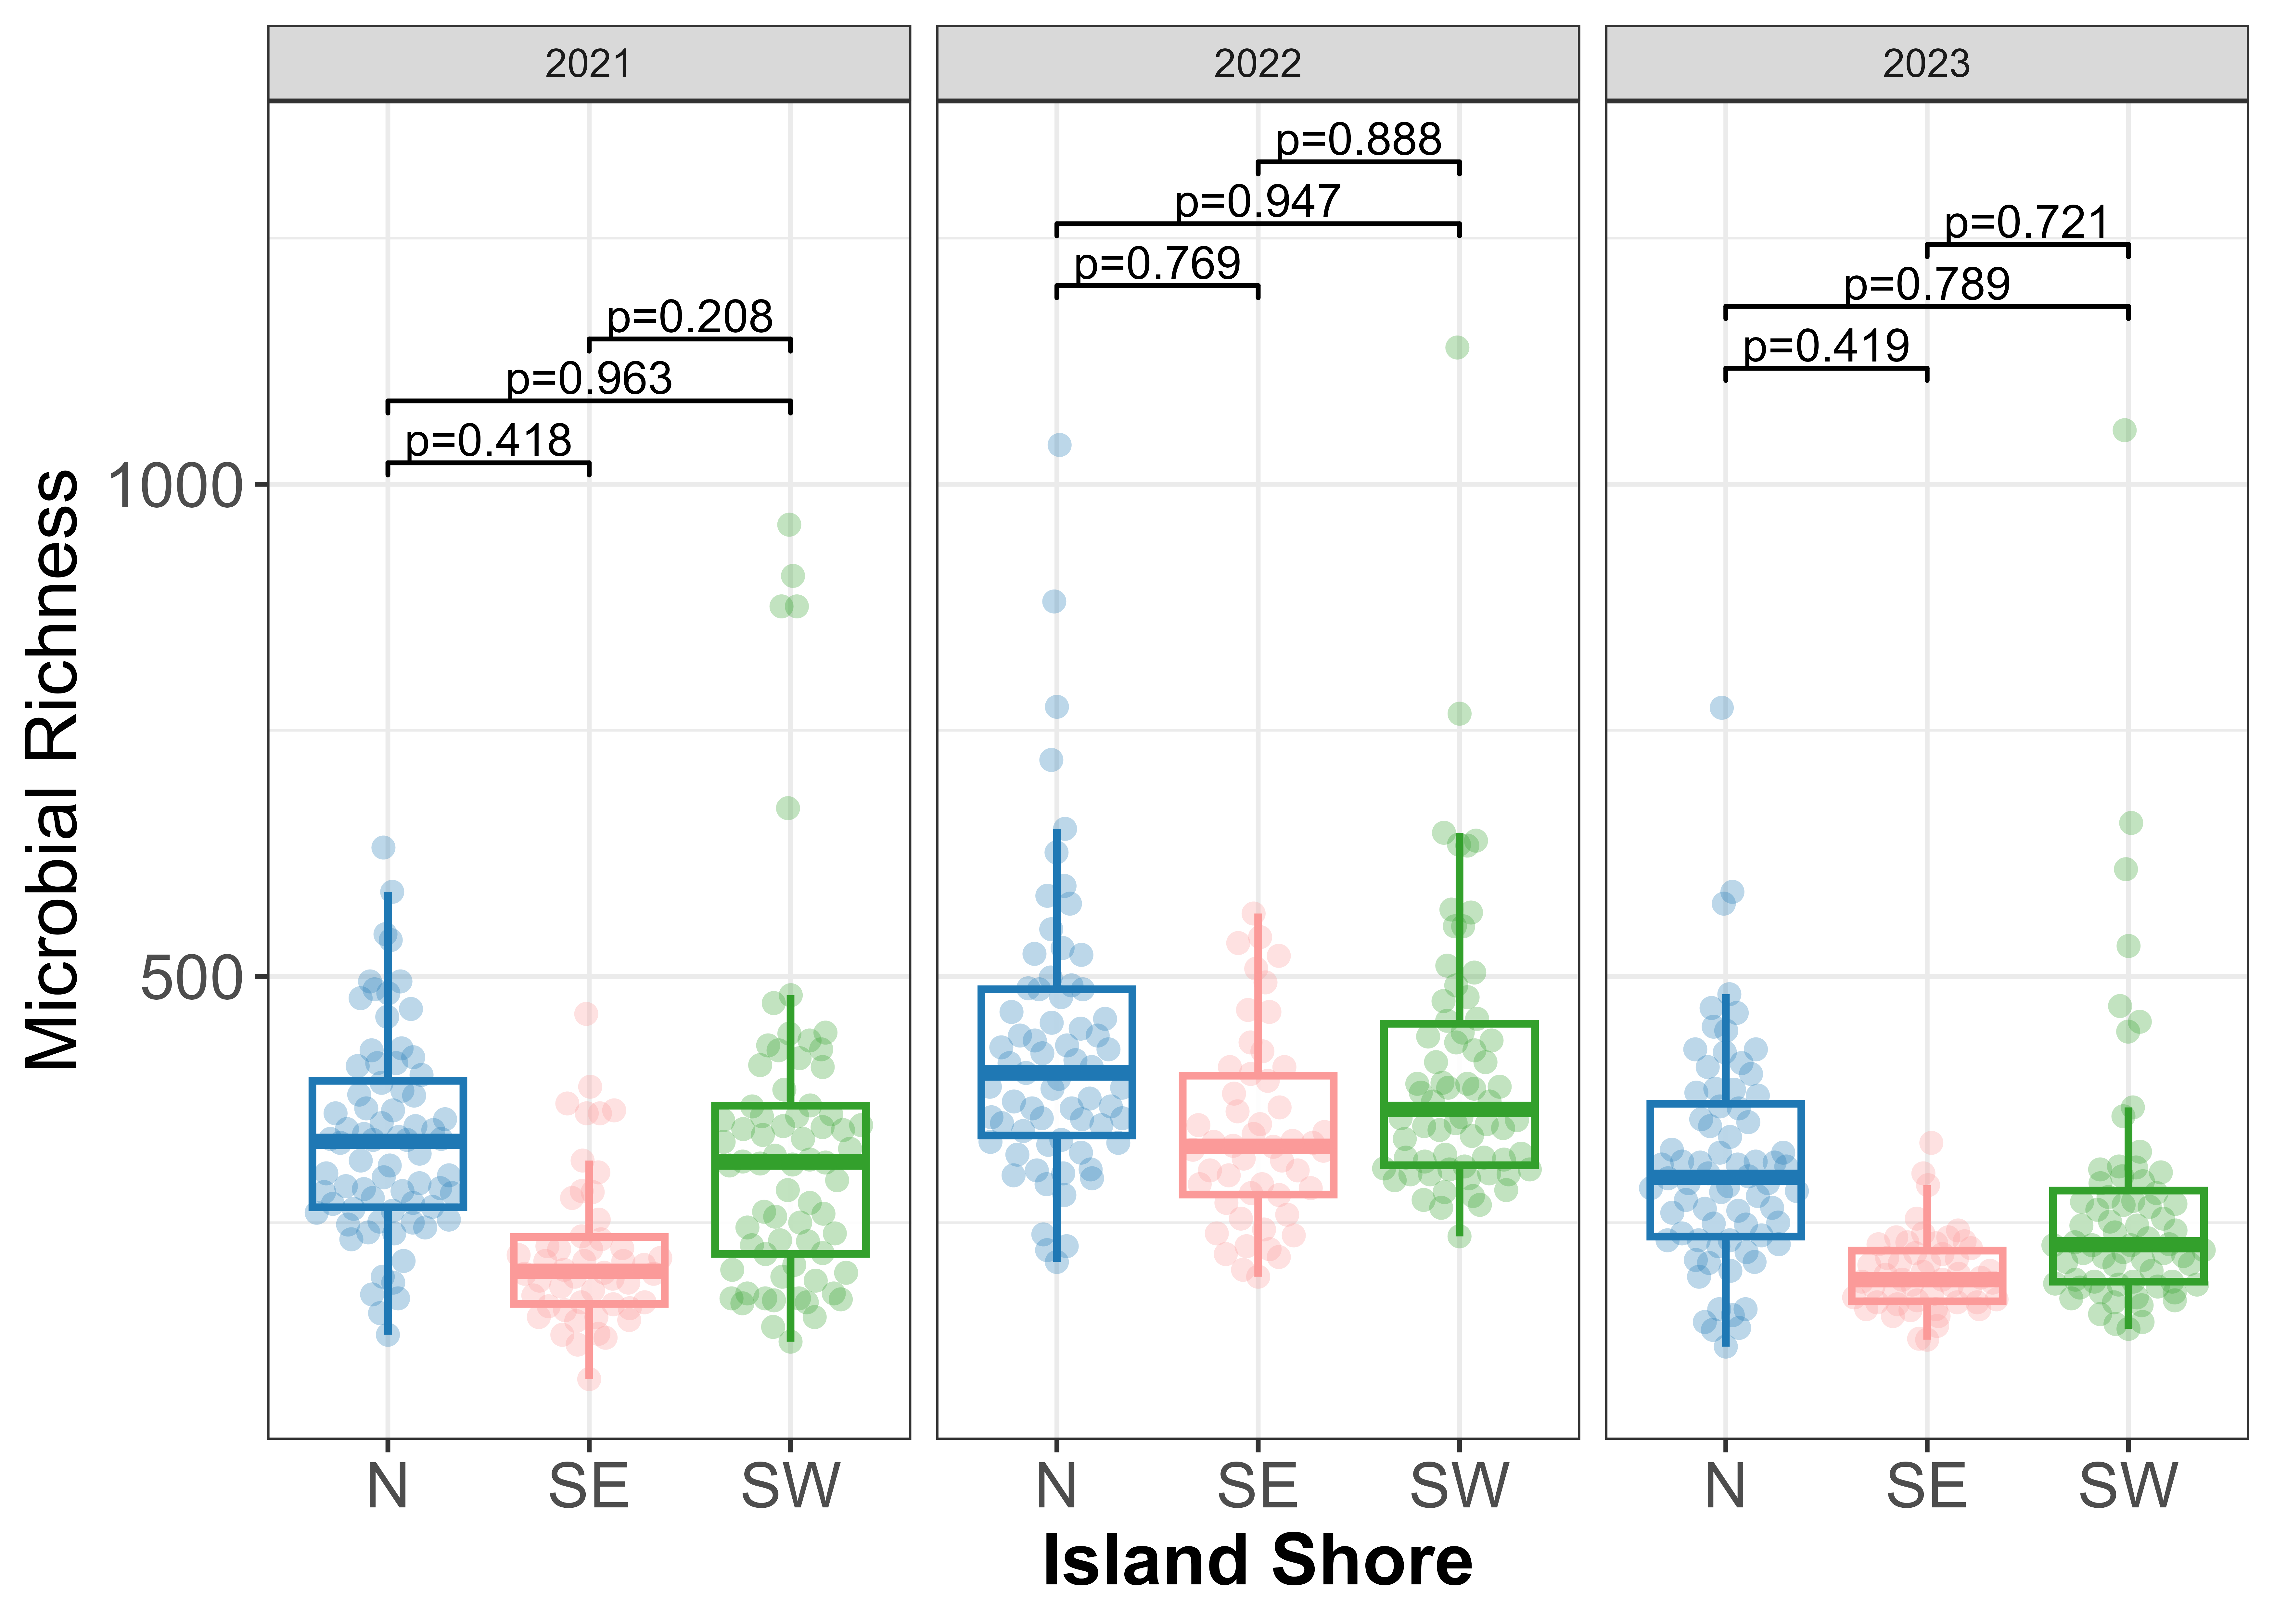 2021
2022
2023
p=0.208
p=0.963
p=0.418
p=0.888
p=0.947
p=0.769
p=0.721
p=0.789
p=0.419
Microbial Richness
1000
500
N
SE
SW
N
SE
SW
N
SE
SW
Island Shore